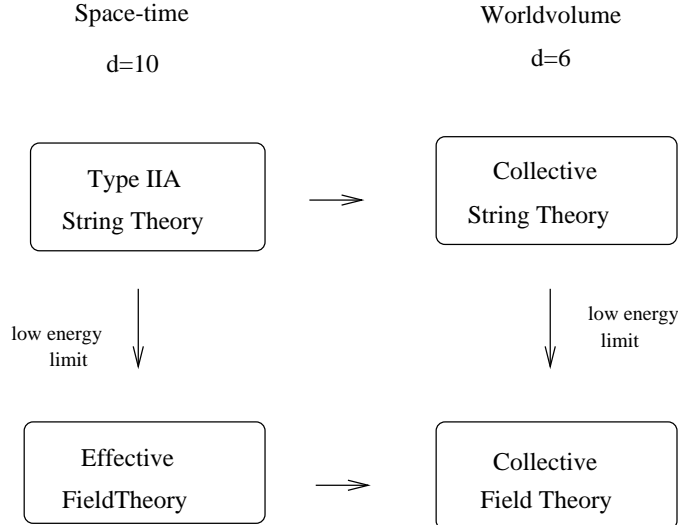 Space-time
Worldvolume
d=10
d=6
Type IIA
String Theory
Collective
String Theory
low energy
limit
low energy
limit
Effective
FieldTheory
Collective
Field Theory